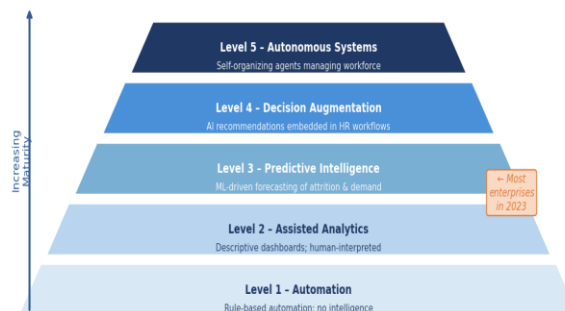 Increasing
Maturity
Level 5 – Autonomous Systems
Self-organizing agents managing workforce
Level 4 – Decision Augmentation
AI recommendations embedded in HR workflows
Level 3 – Predictive Intelligence
ML-driven forecasting of attrition & demand
← Most
enterprises
in 2023
Level 2 – Assisted Analytics
Descriptive dashboards; human-interpreted
Level 1 – Automation
Rule-based automation; no intelligence